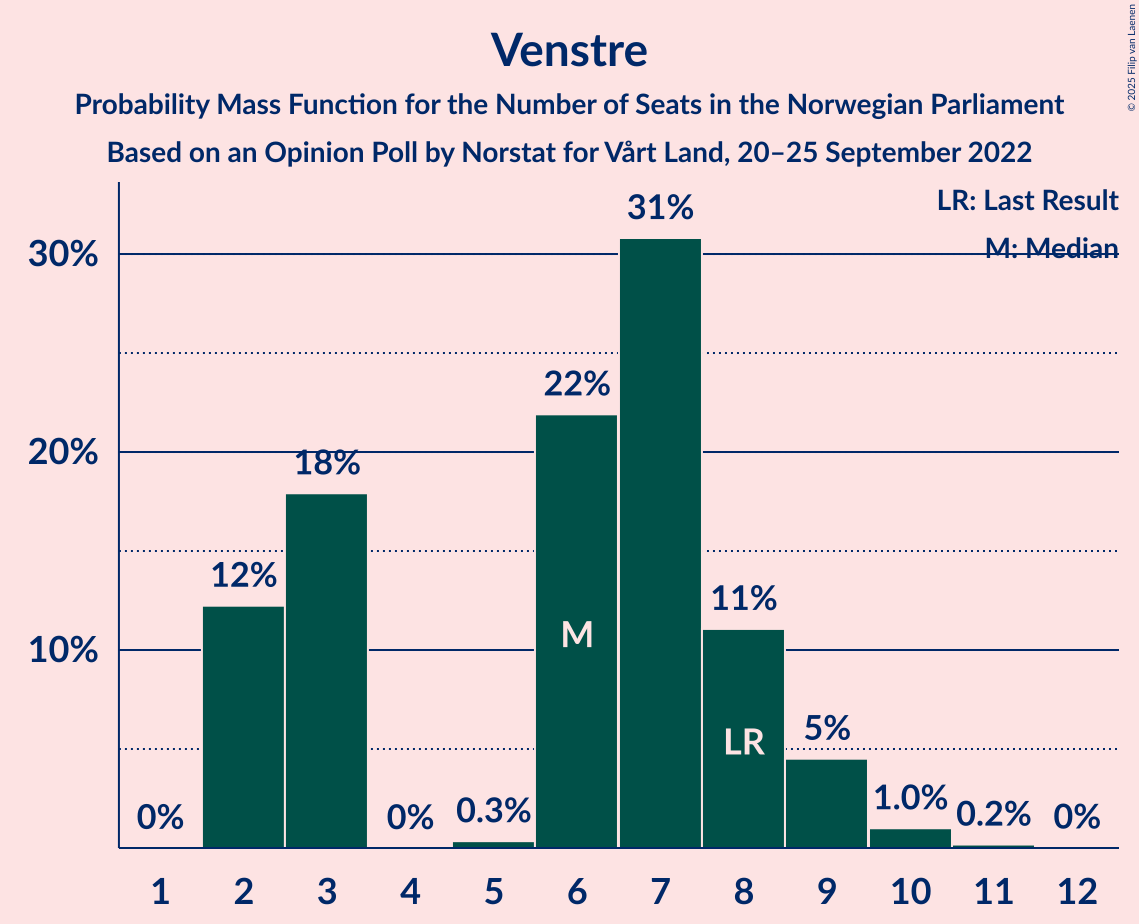 Venstre
Probability Mass Function for the Number of Seats in the Norwegian Parliament
Based on an Opinion Poll by Norstat for Vårt Land, 20–25 September 2022
© 2025 Filip van Laenen
LR: Last Result
M: Median
30%
20%
10%
0%
12%
18%
0%
0.3%
22%
31%
11%
5%
1.0%
0.2%
0%
M
LR
1 2 3 4 5 6 7 8 9 10 11 12